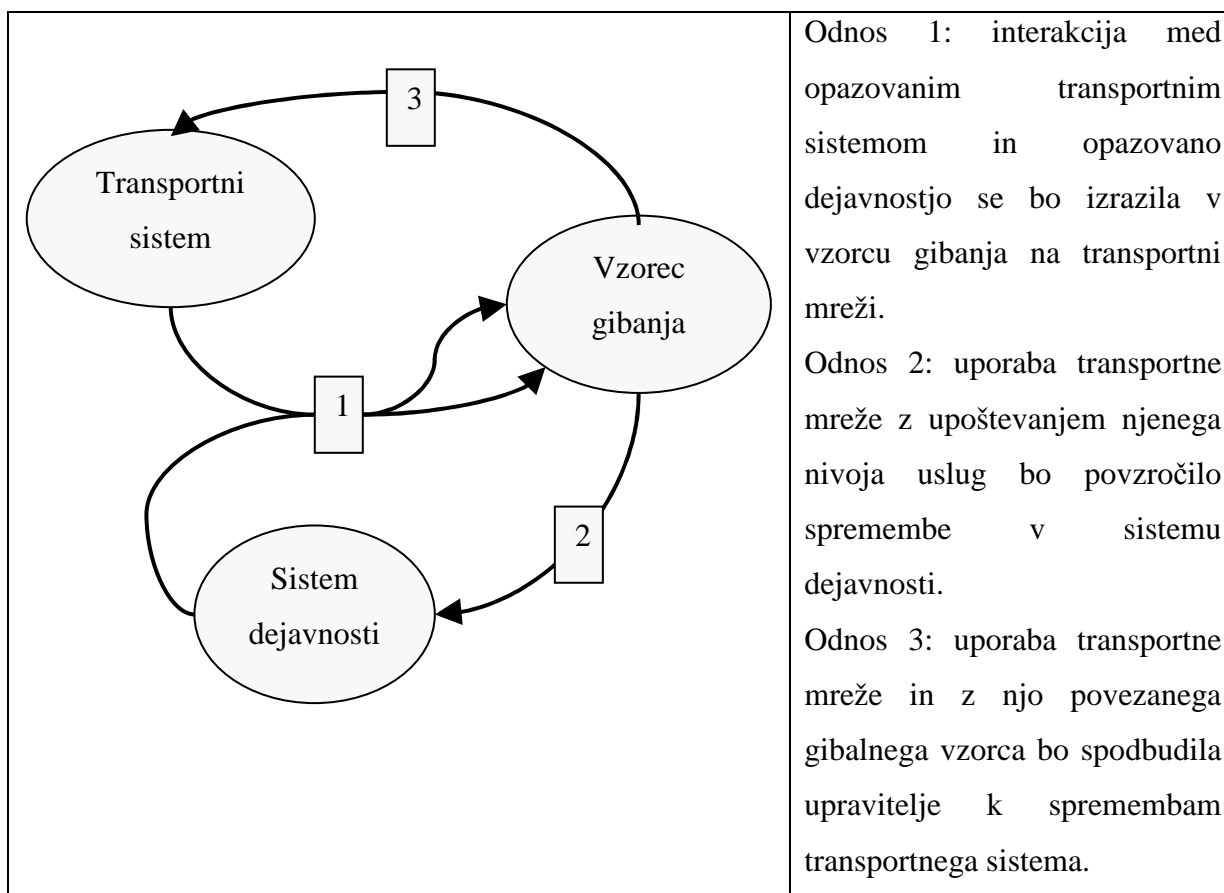 3
Transportni
sistem
Vzorec
gibanja
1
2
Sistem
dejavnosti
Odnos 1: interakcija med
opazovanim transportnim
sistemom in opazovano
dejavnostjo se bo izrazila v
vzorcu gibanja na transportni
mreži.
Odnos 2: uporaba transportne
mreže z upoštevanjem njenega
nivoja uslug bo povzročilo
spremembe v sistemu
dejavnosti.
Odnos 3: uporaba transportne
mreže in z njo povezanega
gibalnega vzorca bo spodbudila
upravitelje k spremembam
transportnega sistema.